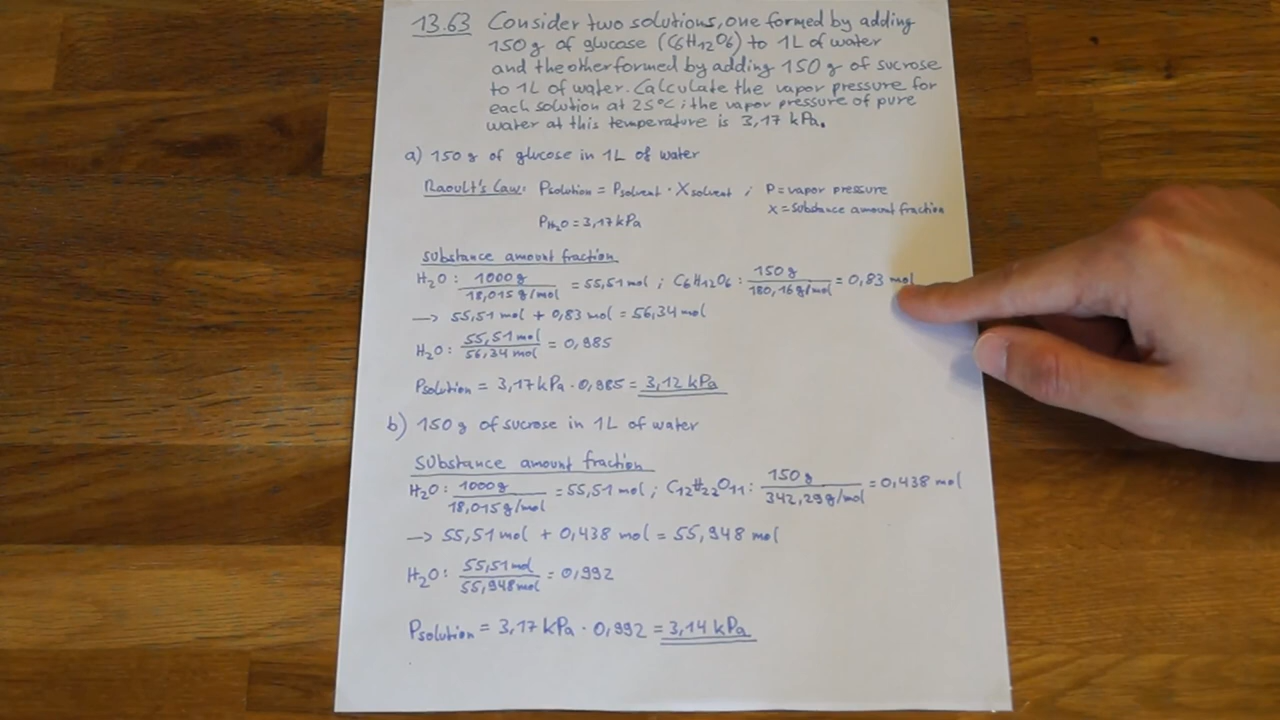 13.63 Consider two solutions, one formed by adding
150 g of glucose (C6H12O6) to 1L of water
and the other formed by adding 150 g of sucrose
to 1L of water. Calculate the vapor pressure for
each solution at 25°C; the vapor pressure of pure
water at this temperature is 3,17 kPa.
a) 150 g of glucose in 1L of water
Raoult's Law: Psolution = Psolvent · Xsolvent ; P = vapor pressure
X = Substance amount fraction
PH2O = 3,17 kPa
substance amount fraction
H2O: 1000 g / 18,015 g/mol = 55,51 mol ; C6H12O6: 150 g / 180,16 g/mol = 0,83 mol
—> 55,51 mol + 0,83 mol = 56,34 mol
H2O: 55,51 mol / 56,34 mol = 0,985
Psolution = 3,17 kPa · 0,985 = 3,12 kPa
b) 150 g of sucrose in 1L of water
substance amount fraction
H2O: 1000 g / 18,015 g/mol = 55,51 mol ; C12H22O11: 150 g / 342,29 g/mol = 0,438 mol
—> 55,51 mol + 0,438 mol = 55,948 mol
H2O: 55,51 mol / 55,948 mol = 0,992
Psolution = 3,17 kPa · 0,992 = 3,14 kPa